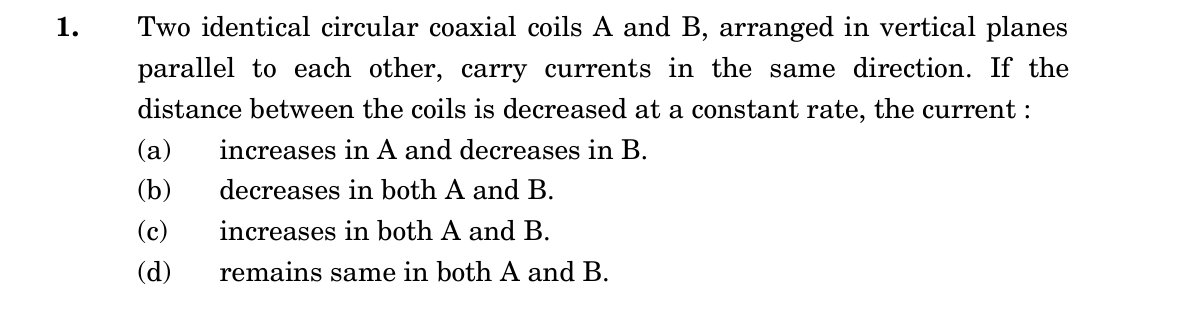 1. Two identical circular coaxial coils A and B, arranged in vertical planes
parallel to each other, carry currents in the same direction. If the
distance between the coils is decreased at a constant rate, the current :
(a) increases in A and decreases in B.
(b) decreases in both A and B.
(c) increases in both A and B.
(d) remains same in both A and B.